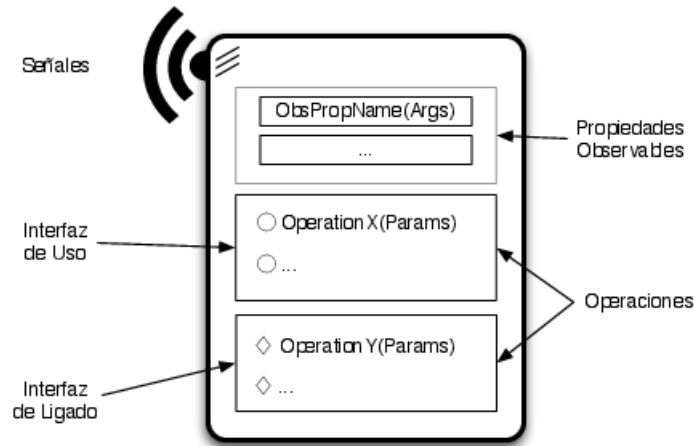 Señales
ObsPropName(Args)
...
Propiedades
Observables
Interfaz
de Uso
Operation X(Params)
...
Operaciones
Operation Y(Params)
...
Interfaz
de Ligado